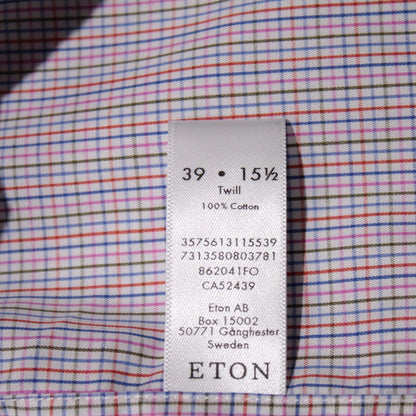 39 • 15½
Twill
100% Cotton
3575613115539
7313580803781
862041FO
CA52439
Eton AB
Box 15002
50771 Gånghester
Sweden
ETON